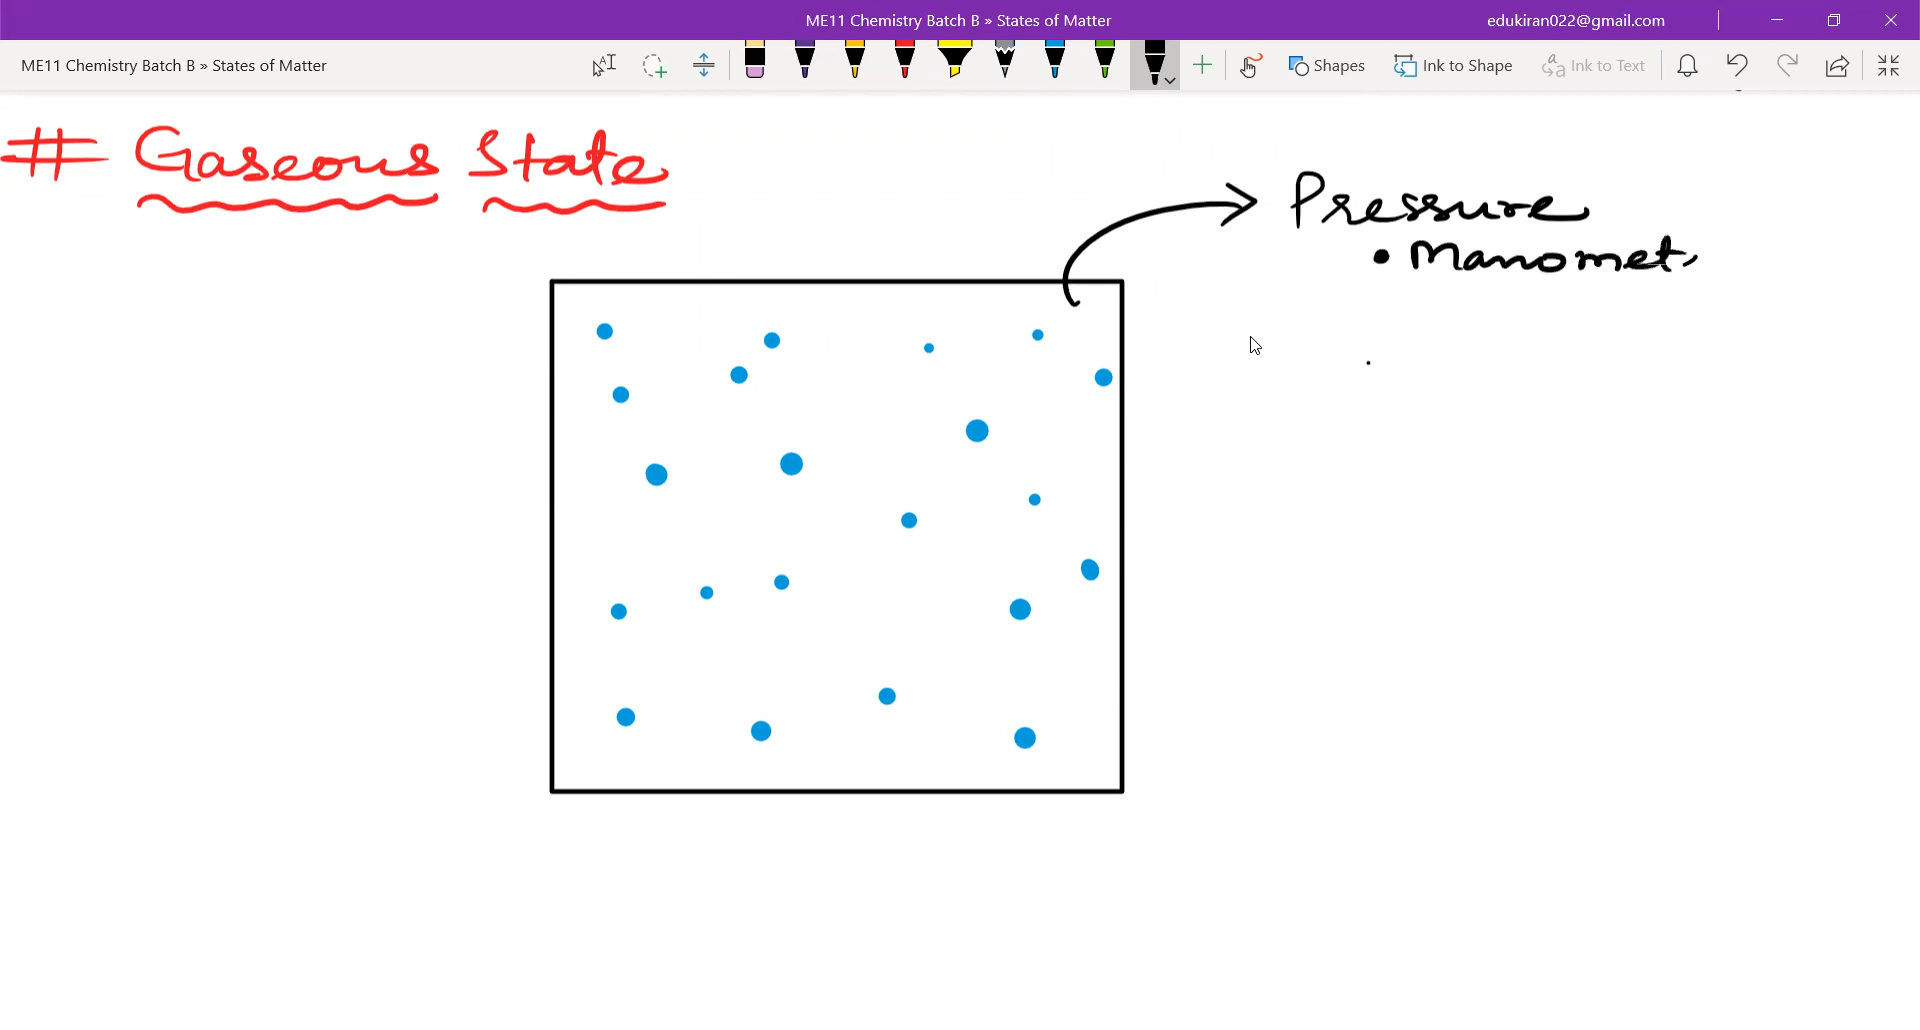 ME11 Chemistry Batch B » States of Matter
edukiran022@gmail.com
ME11 Chemistry Batch B » States of Matter
Shapes
Ink to Shape
Ink to Text
# Gaseous State
Pressure
• Manomet